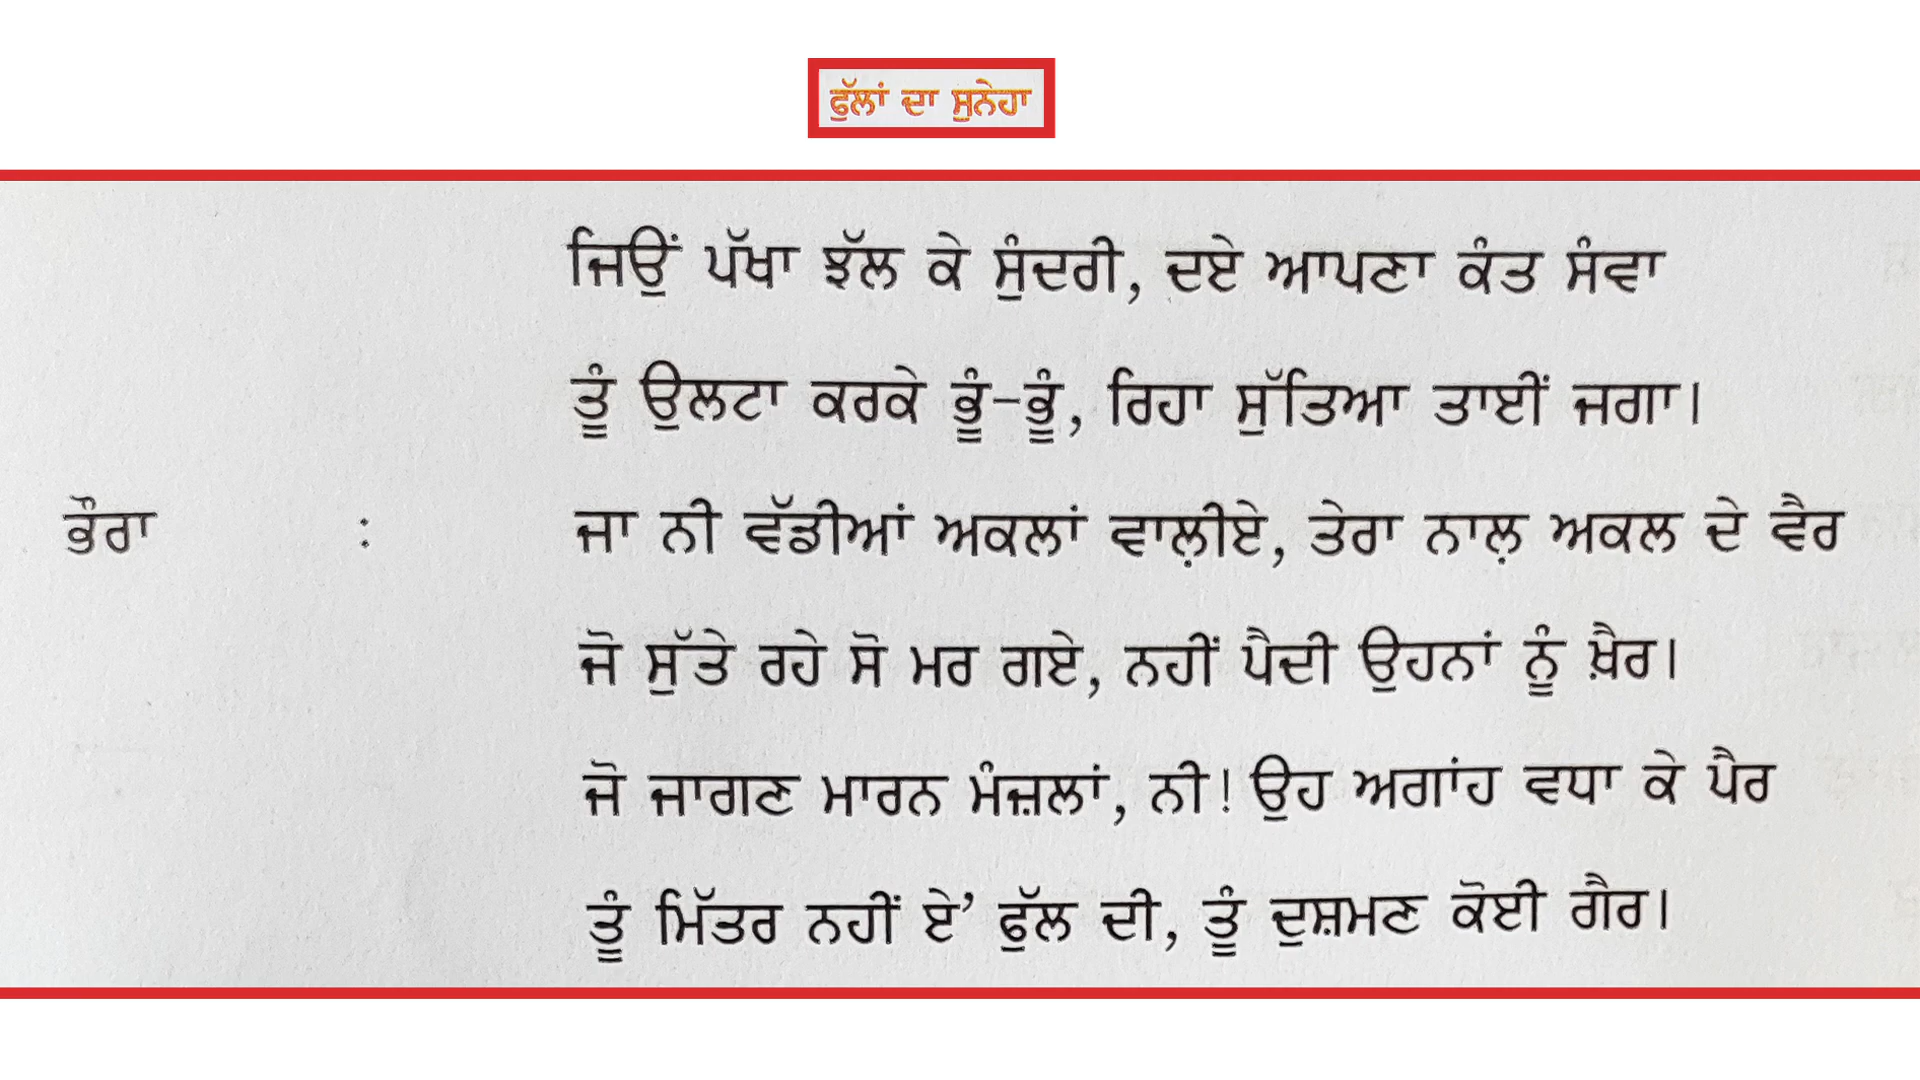 ਫੁੱਲਾਂ ਦਾ ਸੁਨੇਹਾ
ਜਿਉਂ ਪੱਖਾ ਝੱਲ ਕੇ ਸੁੰਦਰੀ, ਦਏ ਆਪਣਾ ਕੰਤ ਸੰਵਾ
ਤੂੰ ਉਲਟਾ ਕਰਕੇ ਭੂੰ-ਭੂੰ, ਰਿਹਾ ਸੁੱਤਿਆ ਤਾਈਂ ਜਗਾ।
ਭੌਰਾ : ਜਾ ਨੀ ਵੱਡੀਆਂ ਅਕਲਾਂ ਵਾਲ਼ੀਏ, ਤੇਰਾ ਨਾਲ਼ ਅਕਲ ਦੇ ਵੈਰ
ਜੋ ਸੁੱਤੇ ਰਹੇ ਸੋ ਮਰ ਗਏ, ਨਹੀਂ ਪੈਦੀ ਉਹਨਾਂ ਨੂੰ ਖ਼ੈਰ।
ਜੋ ਜਾਗਣ ਮਾਰਨ ਮੰਜ਼ਲਾਂ, ਨੀ! ਉਹ ਅਗਾਂਹ ਵਧਾ ਕੇ ਪੈਰ
ਤੂੰ ਮਿੱਤਰ ਨਹੀਂ ਏ' ਫੁੱਲ ਦੀ, ਤੂੰ ਦੁਸ਼ਮਣ ਕੋਈ ਗੈਰ।